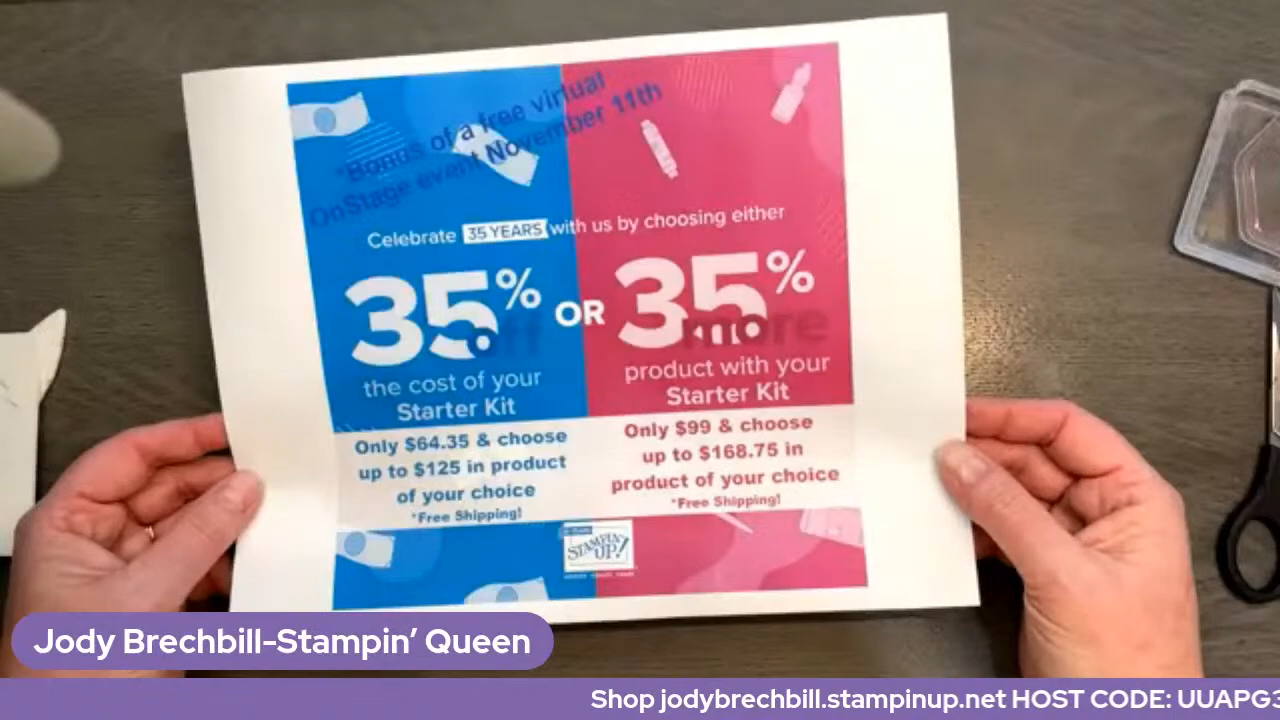 *Bonus of a free virtual
OnStage event November 11th
Celebrate 35 YEARS with us by choosing either
35% OR 35%
off
more
the cost of your
Starter Kit
product with your
Starter Kit
Only $64.35 & choose
up to $125 in product
of your choice
*Free Shipping!
Only $99 & choose
up to $168.75 in
product of your choice
*Free Shipping!
STAMPIN' UP!
Jody Brechbill-Stampin' Queen
Shop jodybrechbill.stampinup.net HOST CODE: UUAPG3